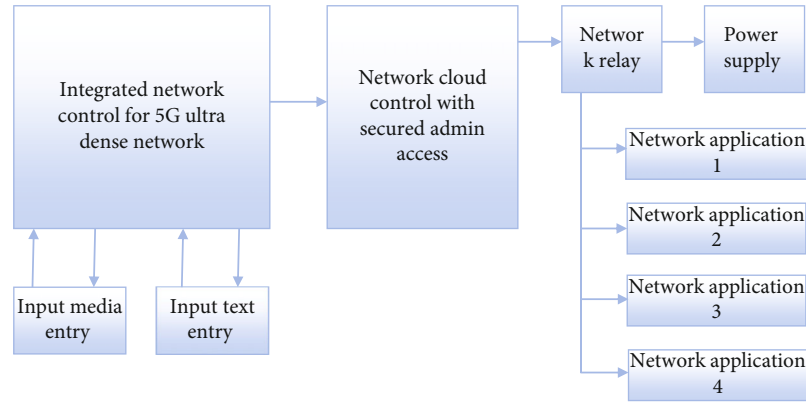 Integrated network
control for 5G ultra
dense network
Network cloud
control with
secured admin
access
Networ
k relay
Power
supply
Network application
1
Network application
2
Network application
3
Network application
4
Input media
entry
Input text
entry